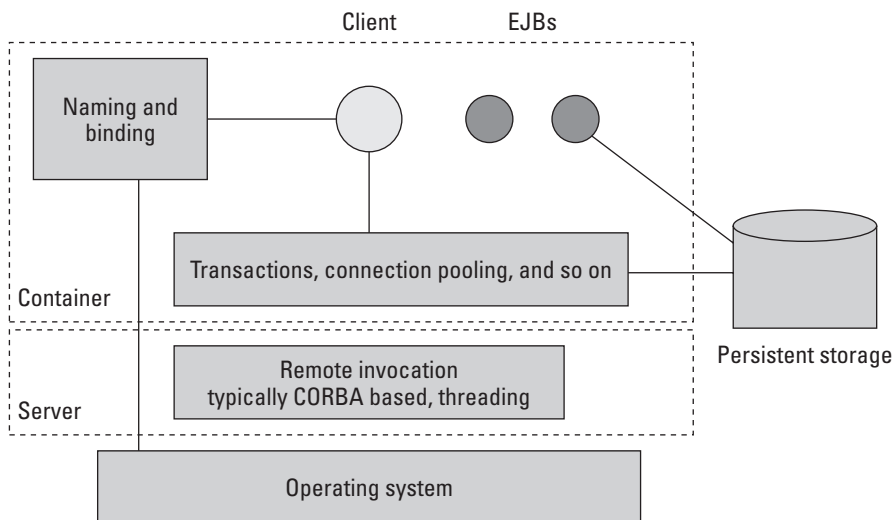 Client
EJBs
Naming and
binding
Transactions, connection pooling, and so on
Container
Persistent storage
Remote invocation
typically CORBA based, threading
Server
Operating system